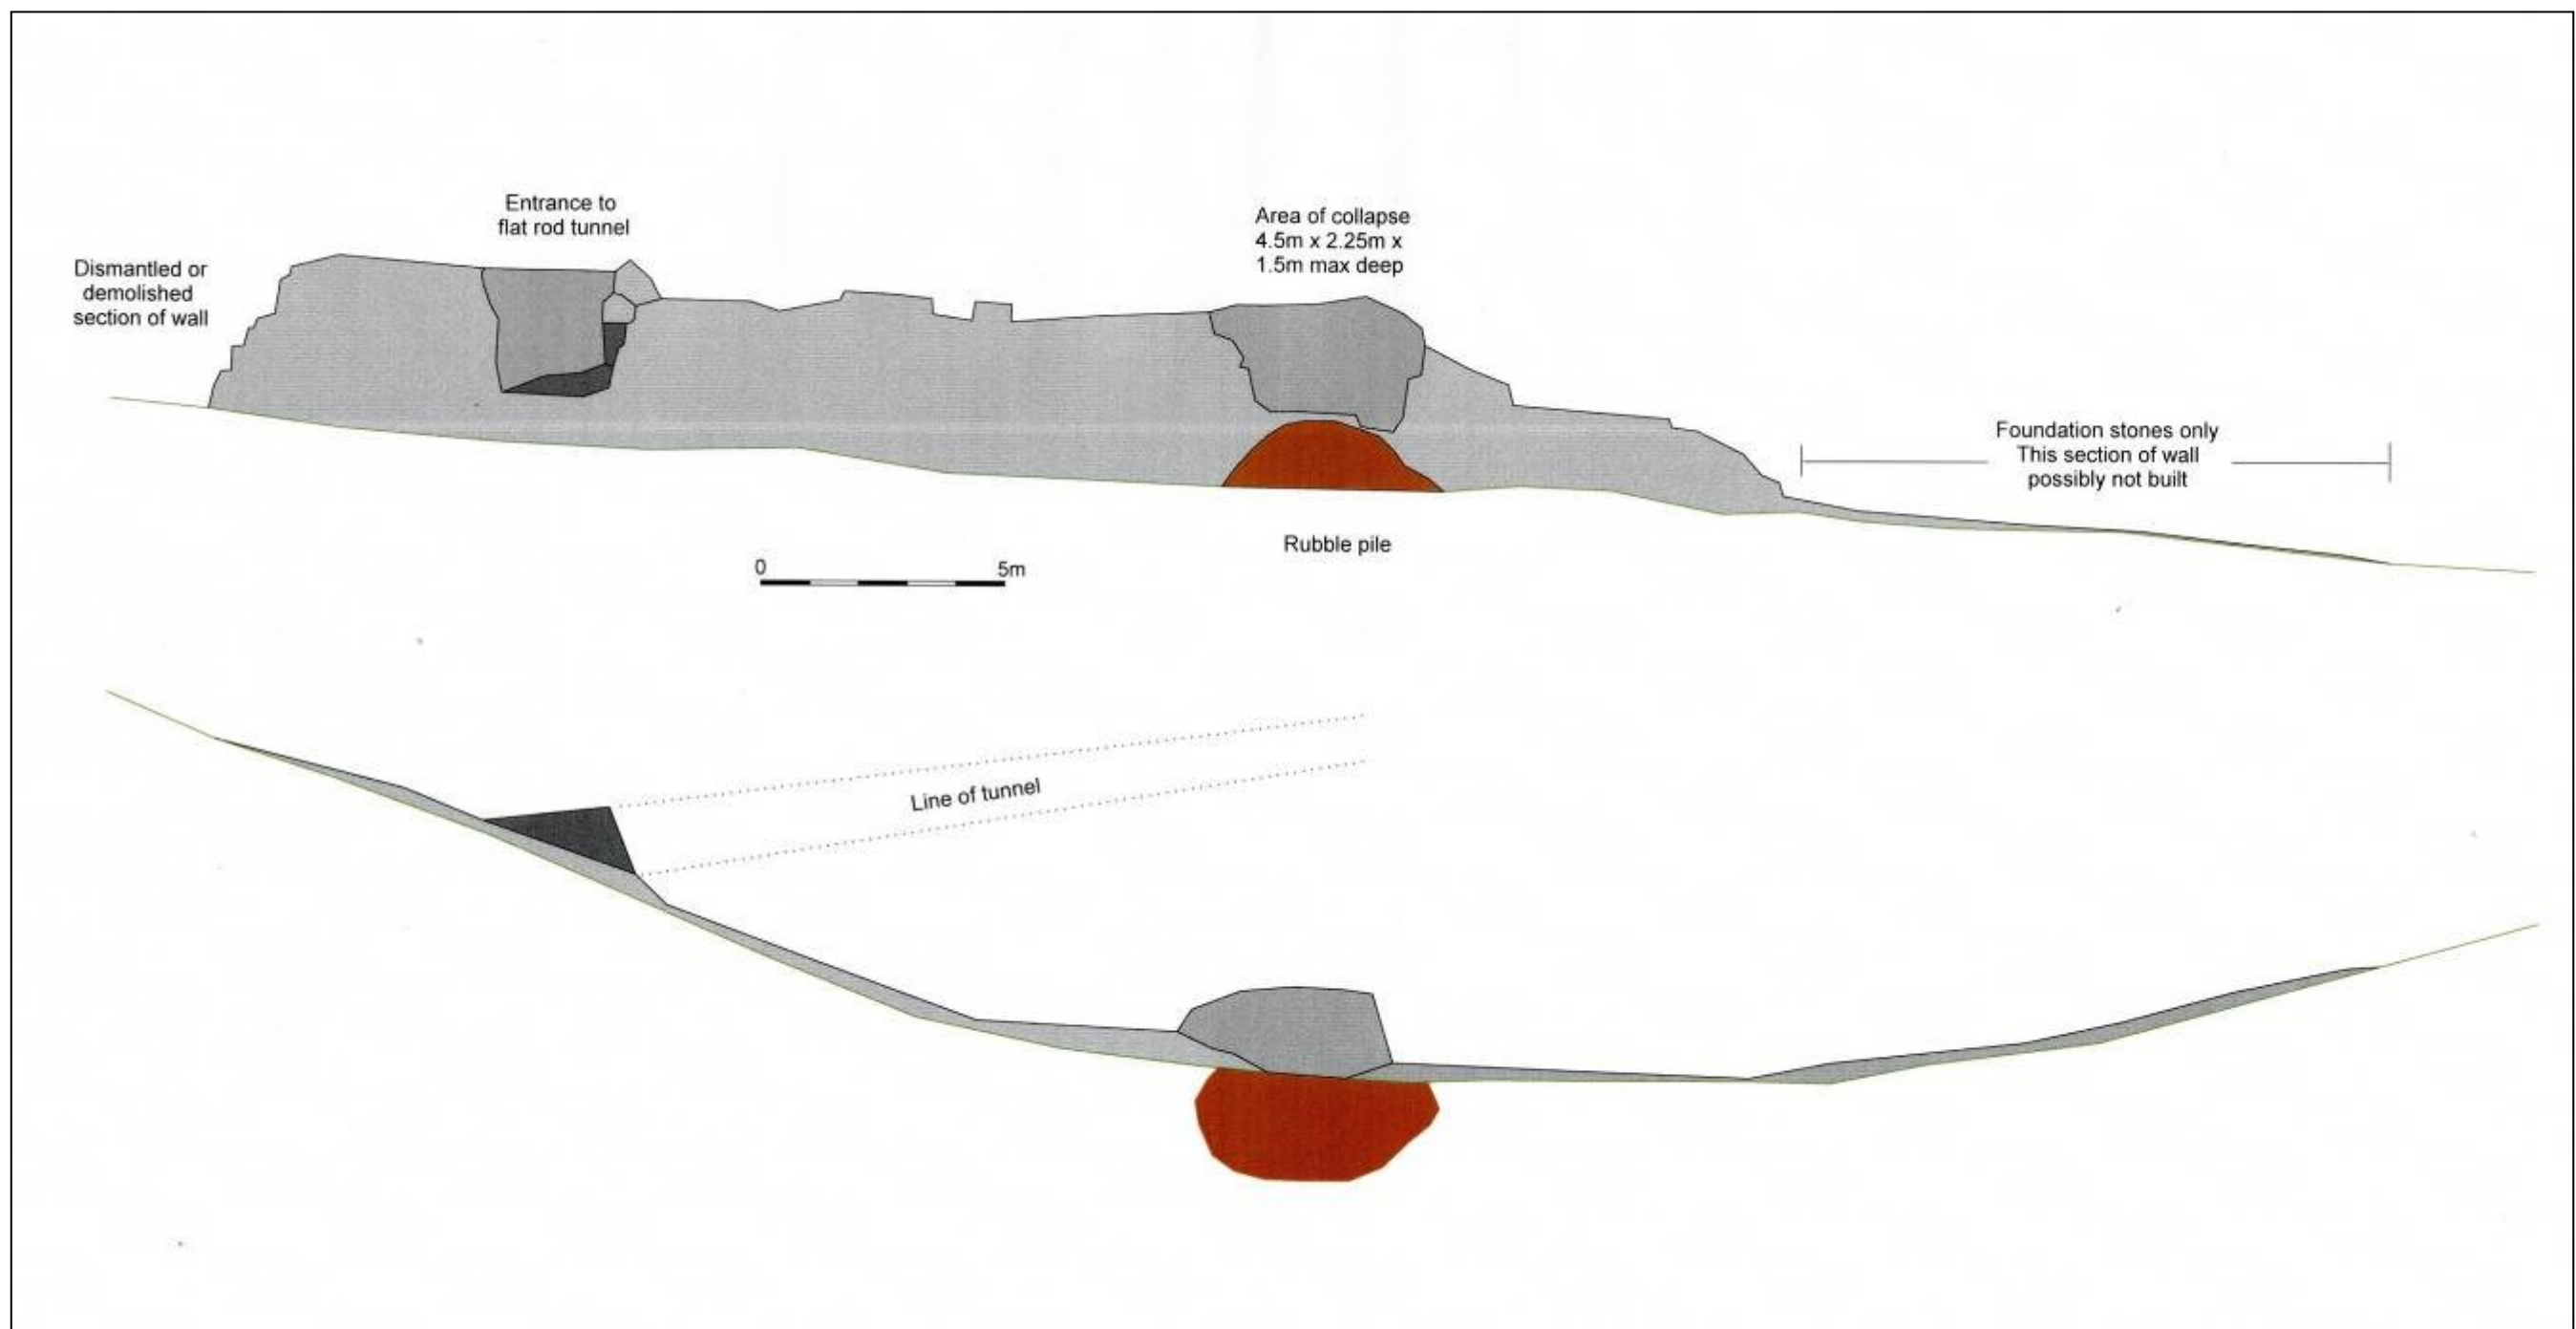 Entrance to
flat rod tunnel
Area of collapse
4.5m x 2.25m x
1.5m max deep
Dismantled or
demolished
section of wall
Foundation stones only
This section of wall
possibly not built
Rubble pile
0 5m
Line of tunnel